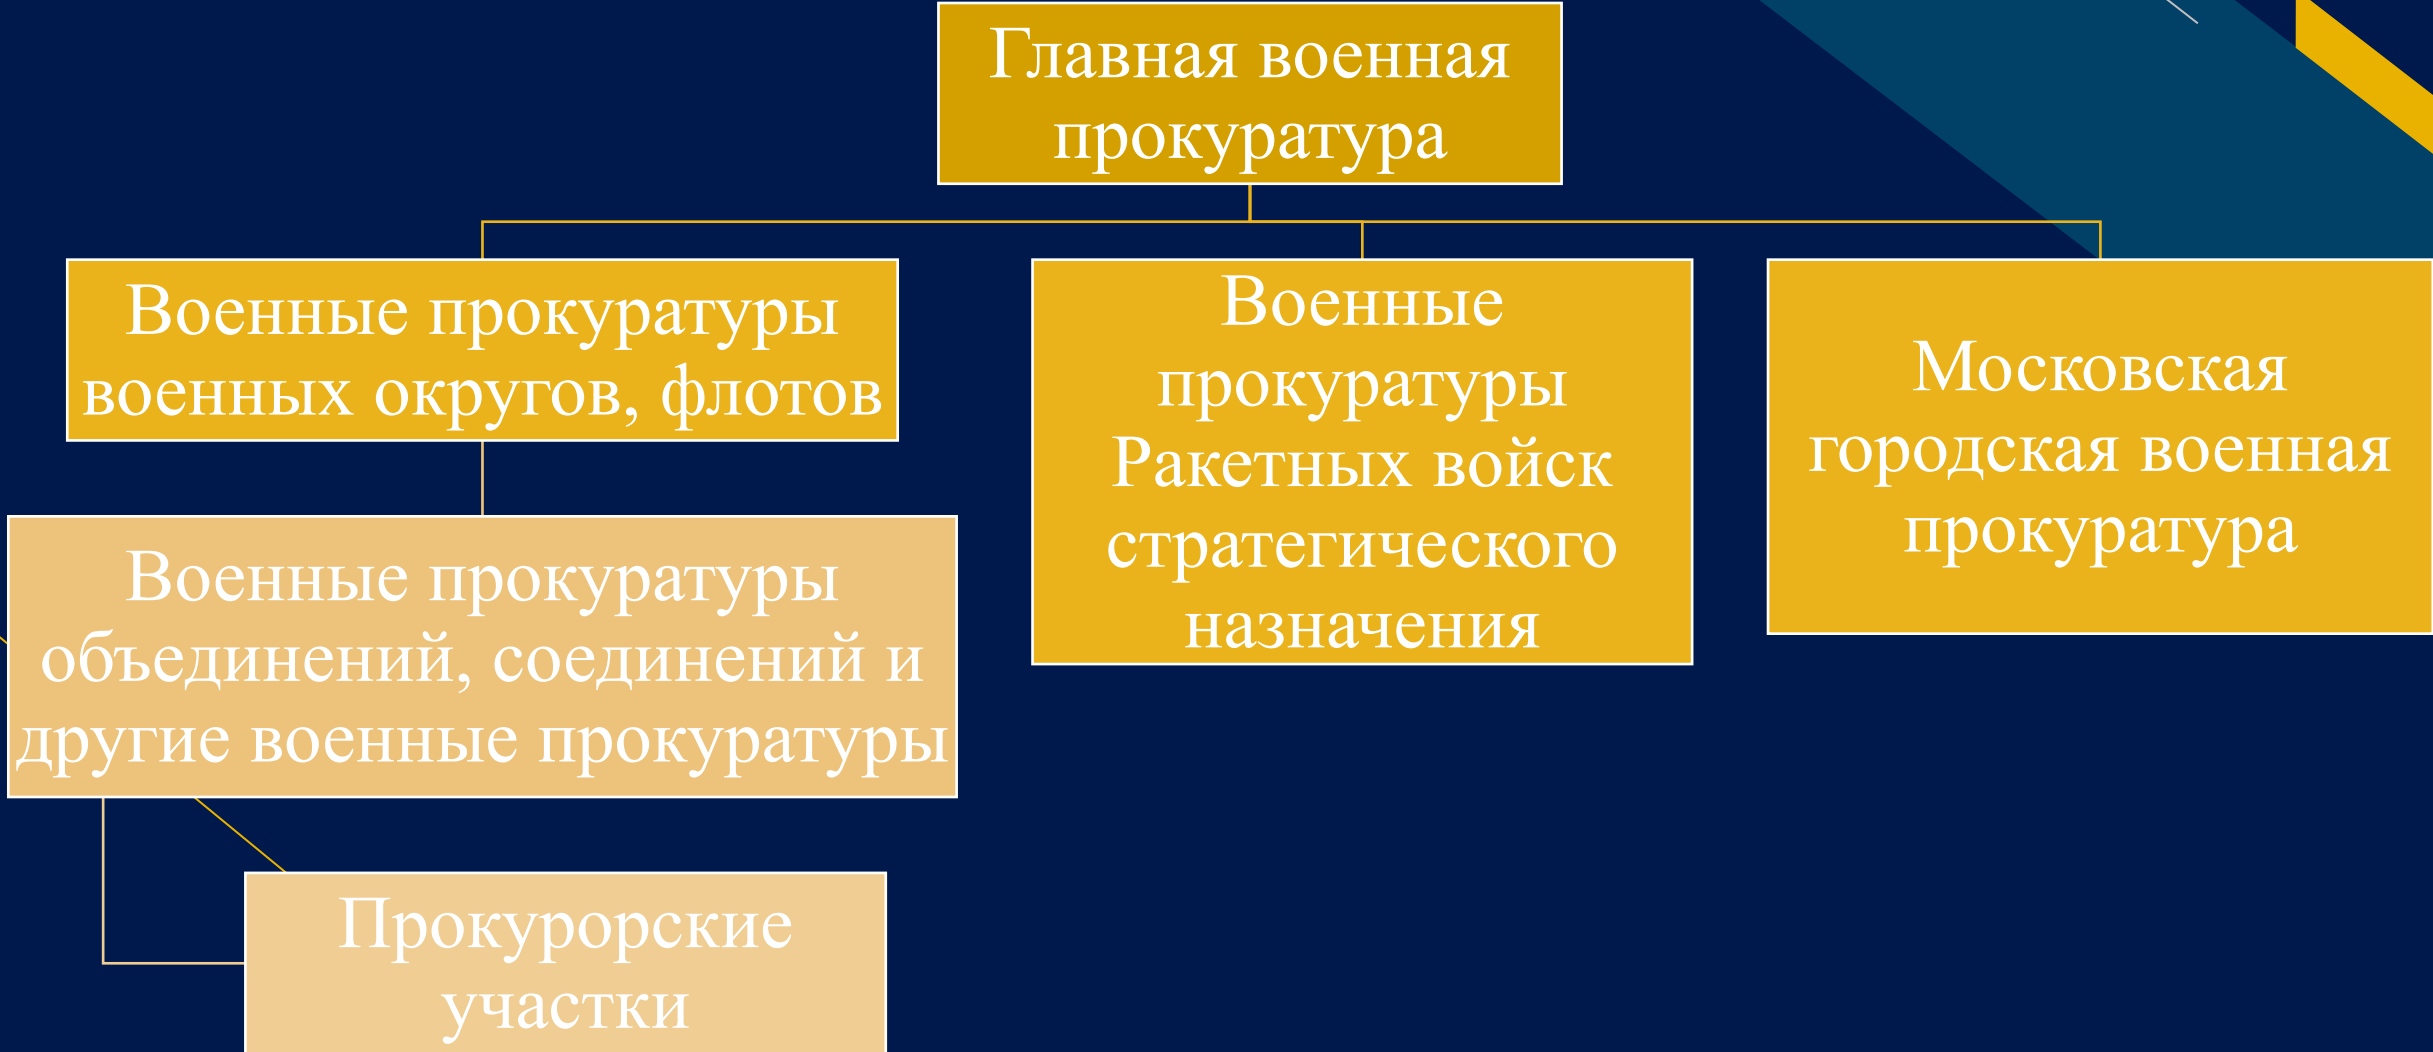 Главная военная
прокуратура
Военные прокуратуры
военных округов, флотов
Военные
прокуратуры
Ракетных войск
стратегического
назначения
Московская
городская военная
прокуратура
Военные прокуратуры
объединений, соединений и
другие военные прокуратуры
Прокурорские
участки